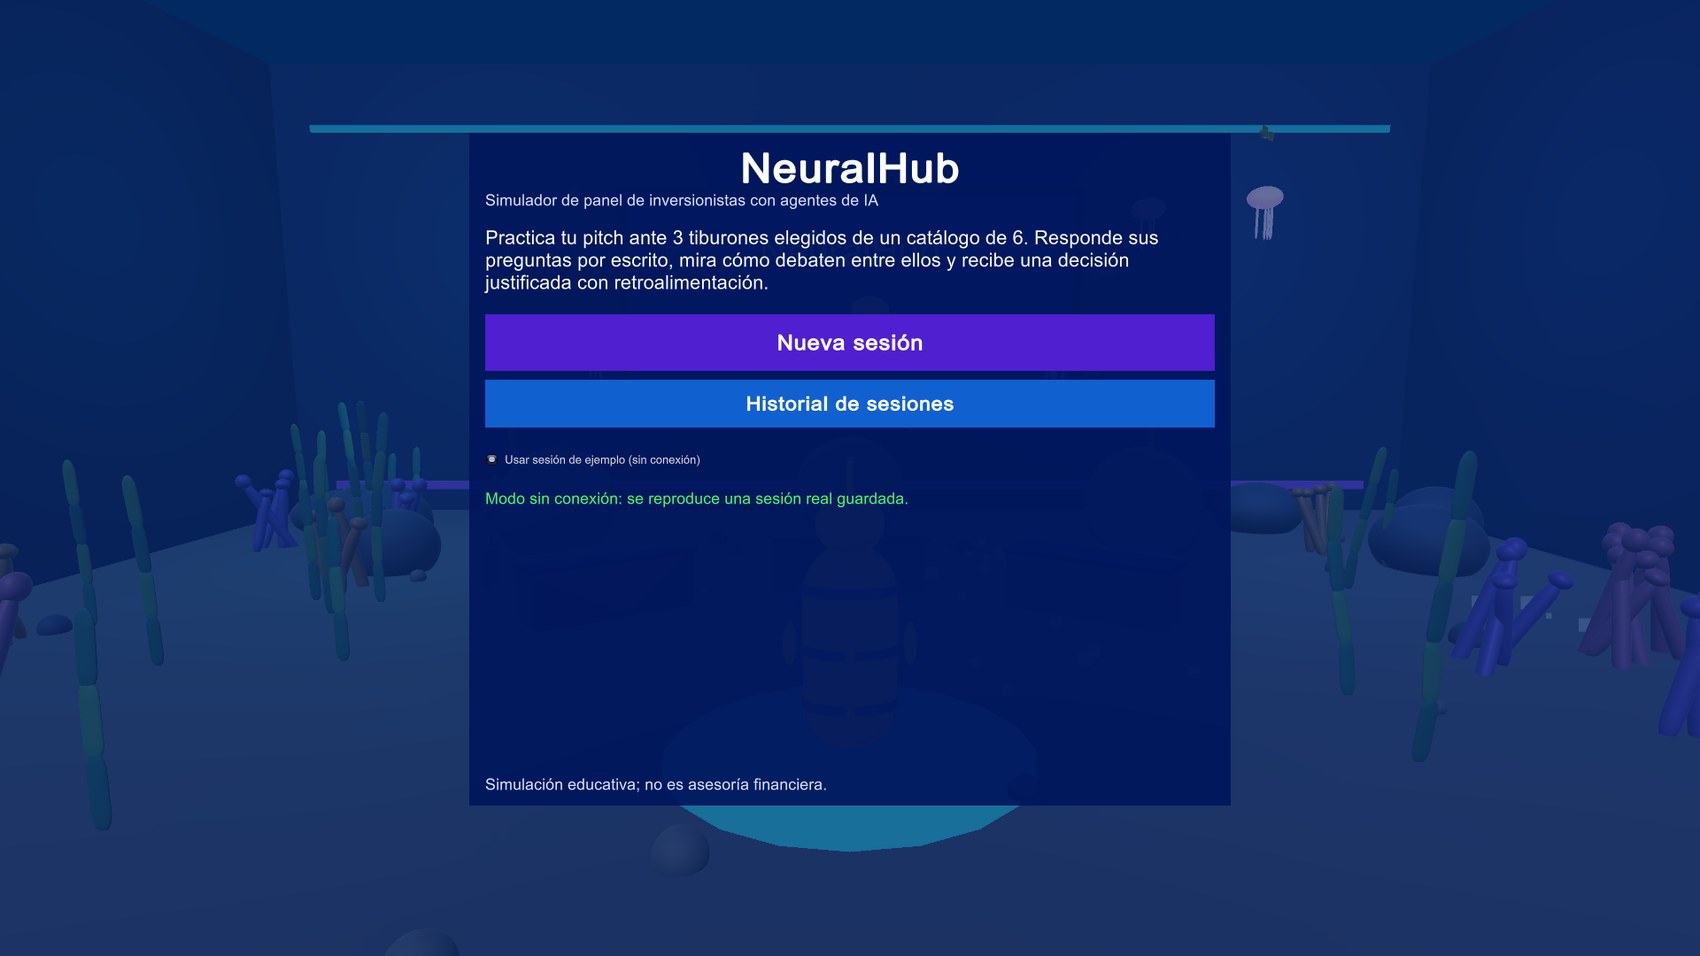 NeuralHub
Simulador de panel de inversionistas con agentes de IA
Practica tu pitch ante 3 tiburones elegidos de un catálogo de 6. Responde sus
preguntas por escrito, mira cómo debaten entre ellos y recibe una decisión
justificada con retroalimentación.
Nueva sesión
Historial de sesiones
Usar sesión de ejemplo (sin conexión)
Modo sin conexión: se reproduce una sesión real guardada.
Simulación educativa; no es asesoría financiera.